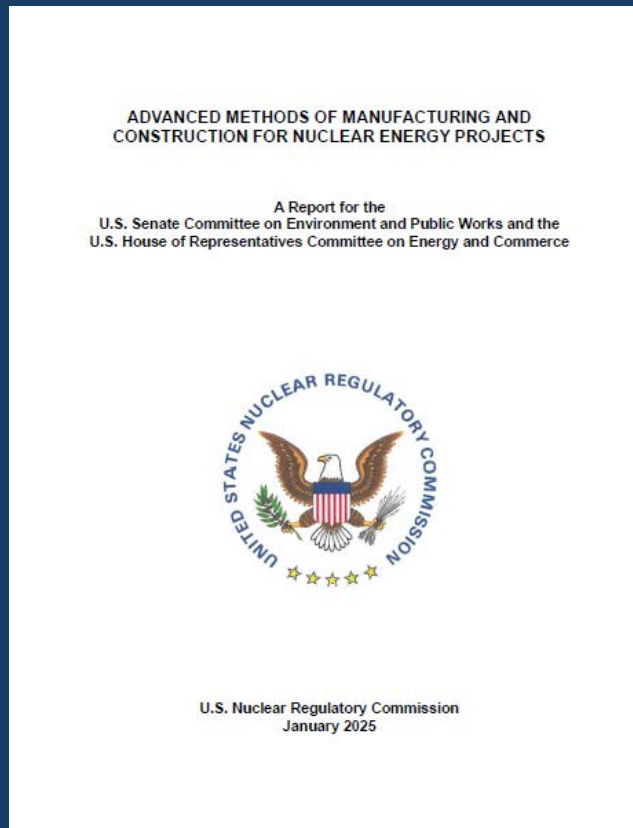 ADVANCED METHODS OF MANUFACTURING AND
CONSTRUCTION FOR NUCLEAR ENERGY PROJECTS
A Report for the
U.S. Senate Committee on Environment and Public Works and the
U.S. House of Representatives Committee on Energy and Commerce
UNITED STATES NUCLEAR REGULATORY COMMISSION
U.S. Nuclear Regulatory Commission
January 2025